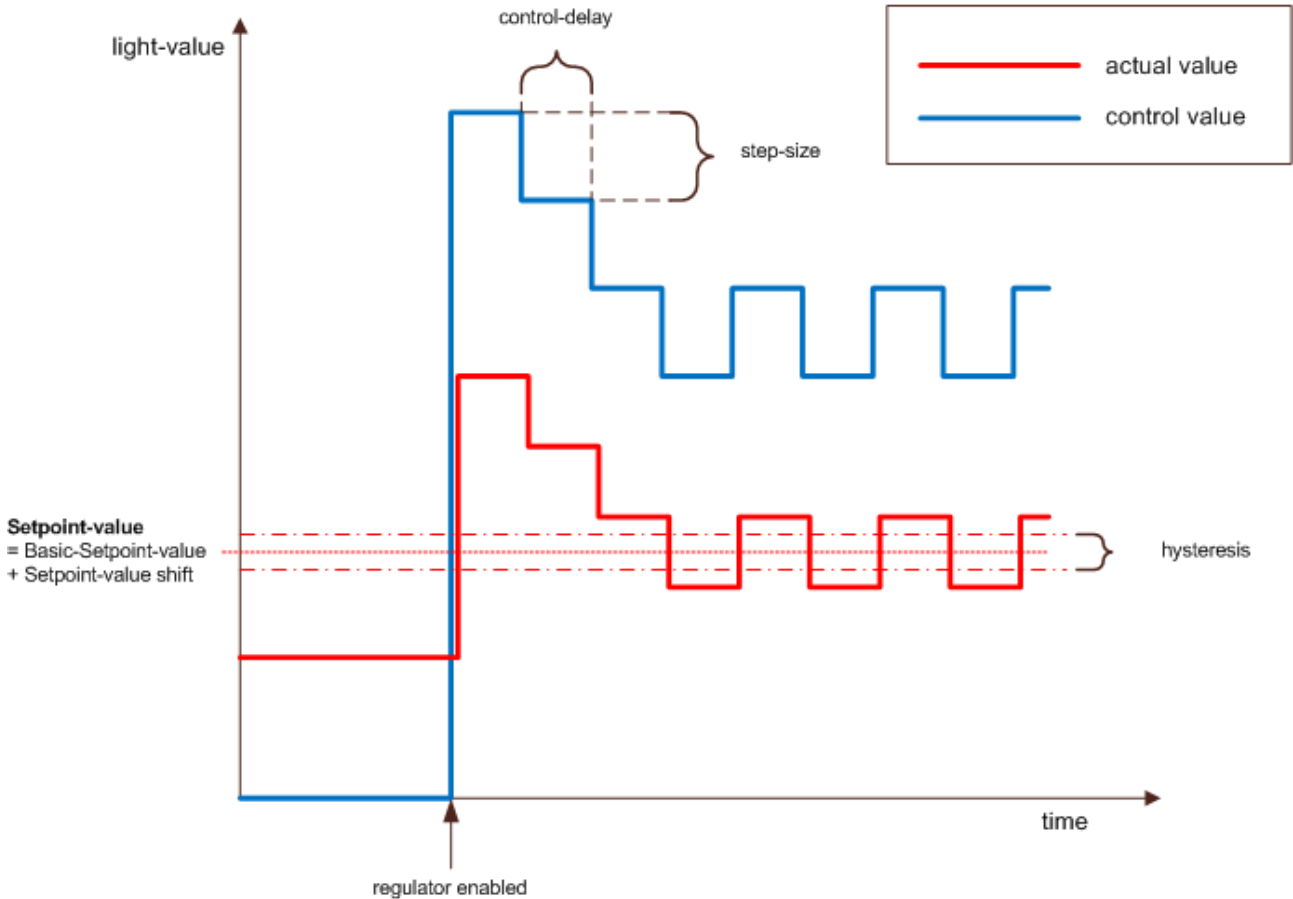 control-delay
light-value
actual value
control value
step-size
Setpoint-value
= Basic-Setpoint-value
+ Setpoint-value shift
hysteresis
time
regulator enabled